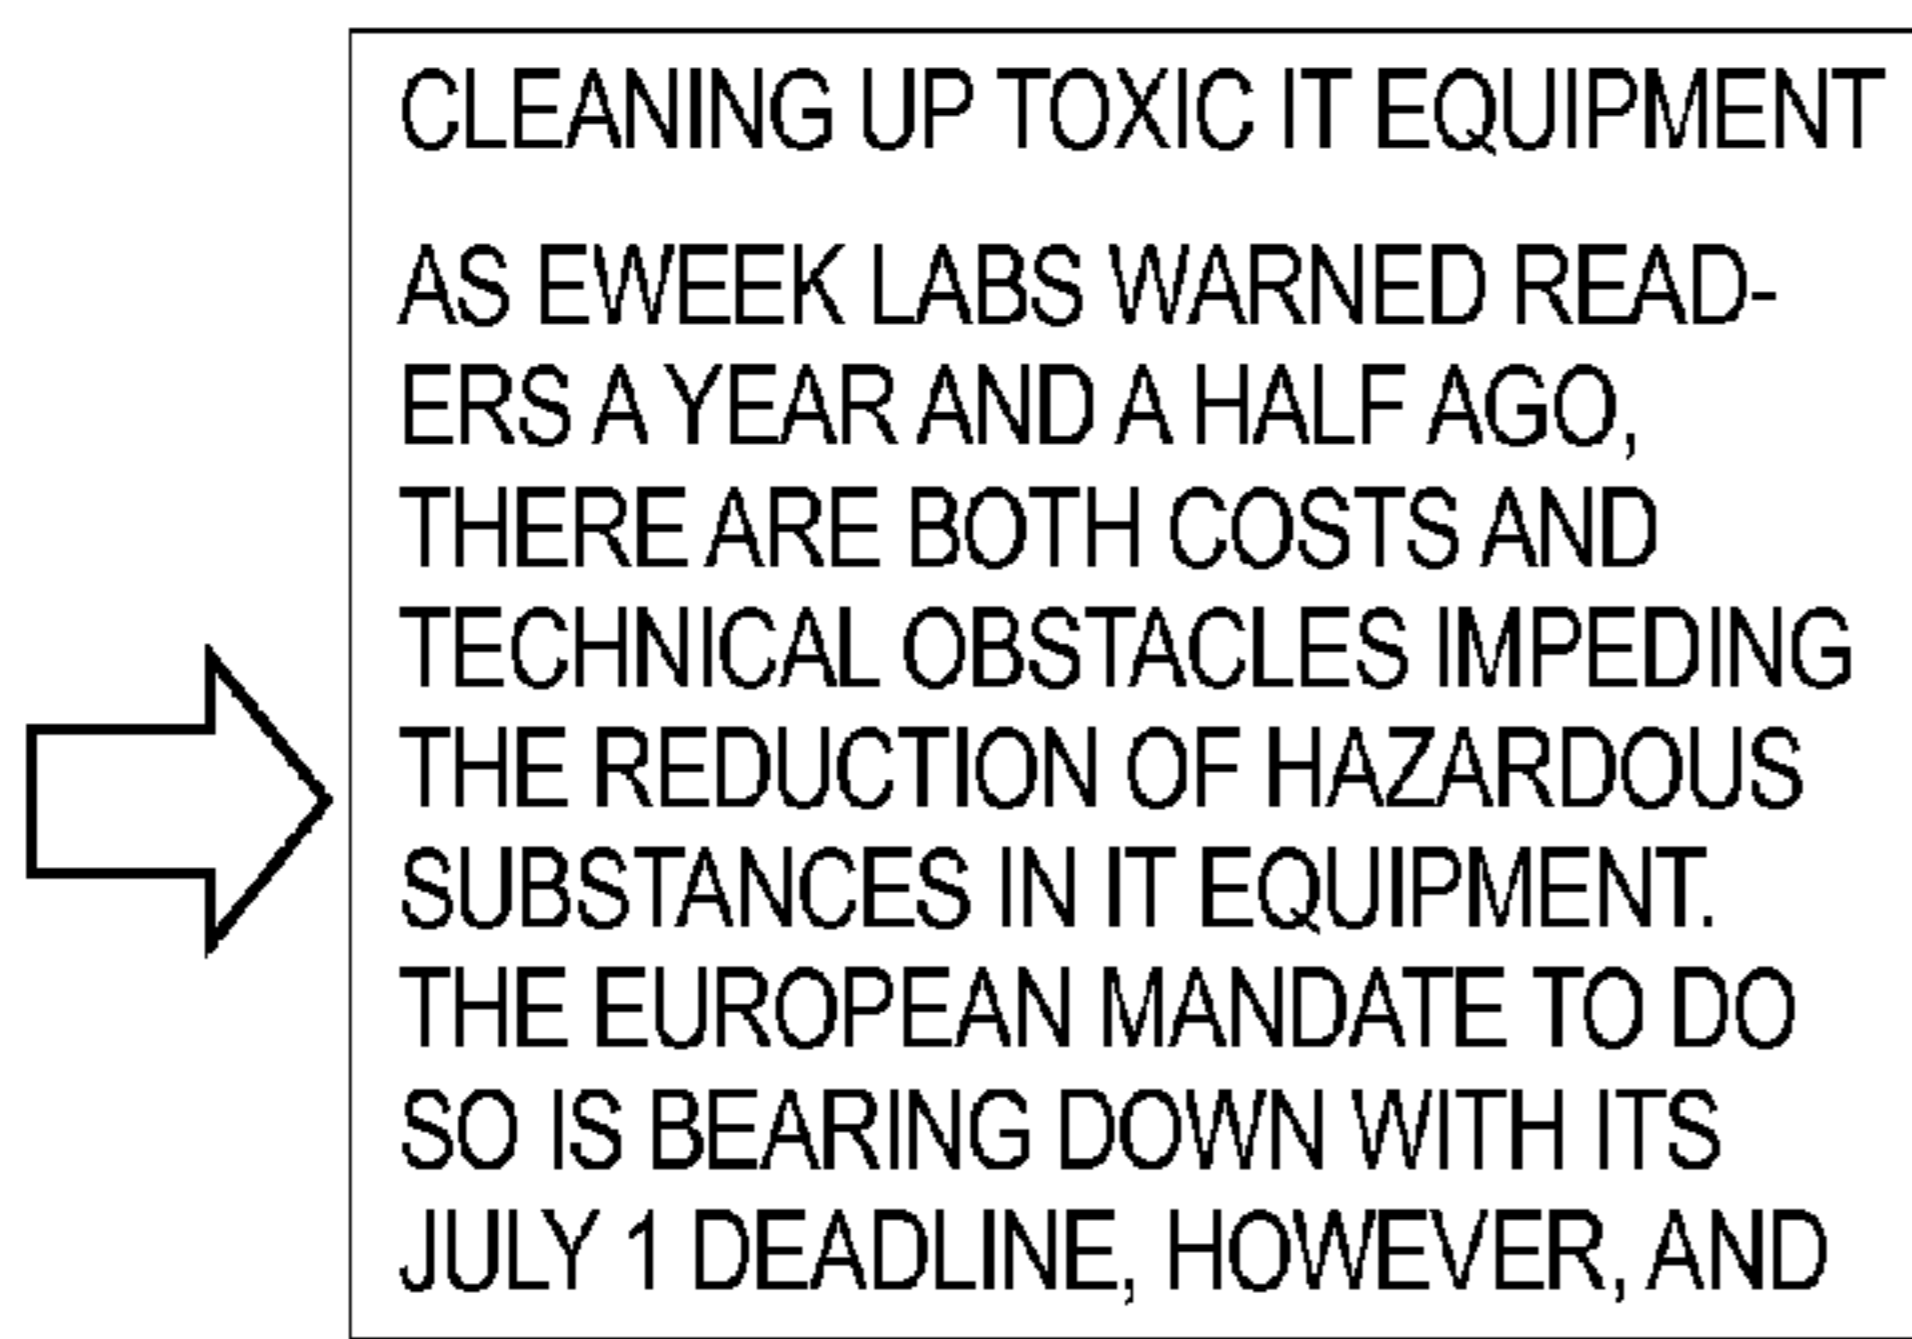 CLEANING UP TOXIC IT EQUIPMENT
AS EWEEK LABS WARNED READ-
ERS A YEAR AND A HALF AGO,
THERE ARE BOTH COSTS AND
TECHNICAL OBSTACLES IMPEDING
THE REDUCTION OF HAZARDOUS
SUBSTANCES IN IT EQUIPMENT.
THE EUROPEAN MANDATE TO DO
SO IS BEARING DOWN WITH ITS
JULY 1 DEADLINE, HOWEVER, AND